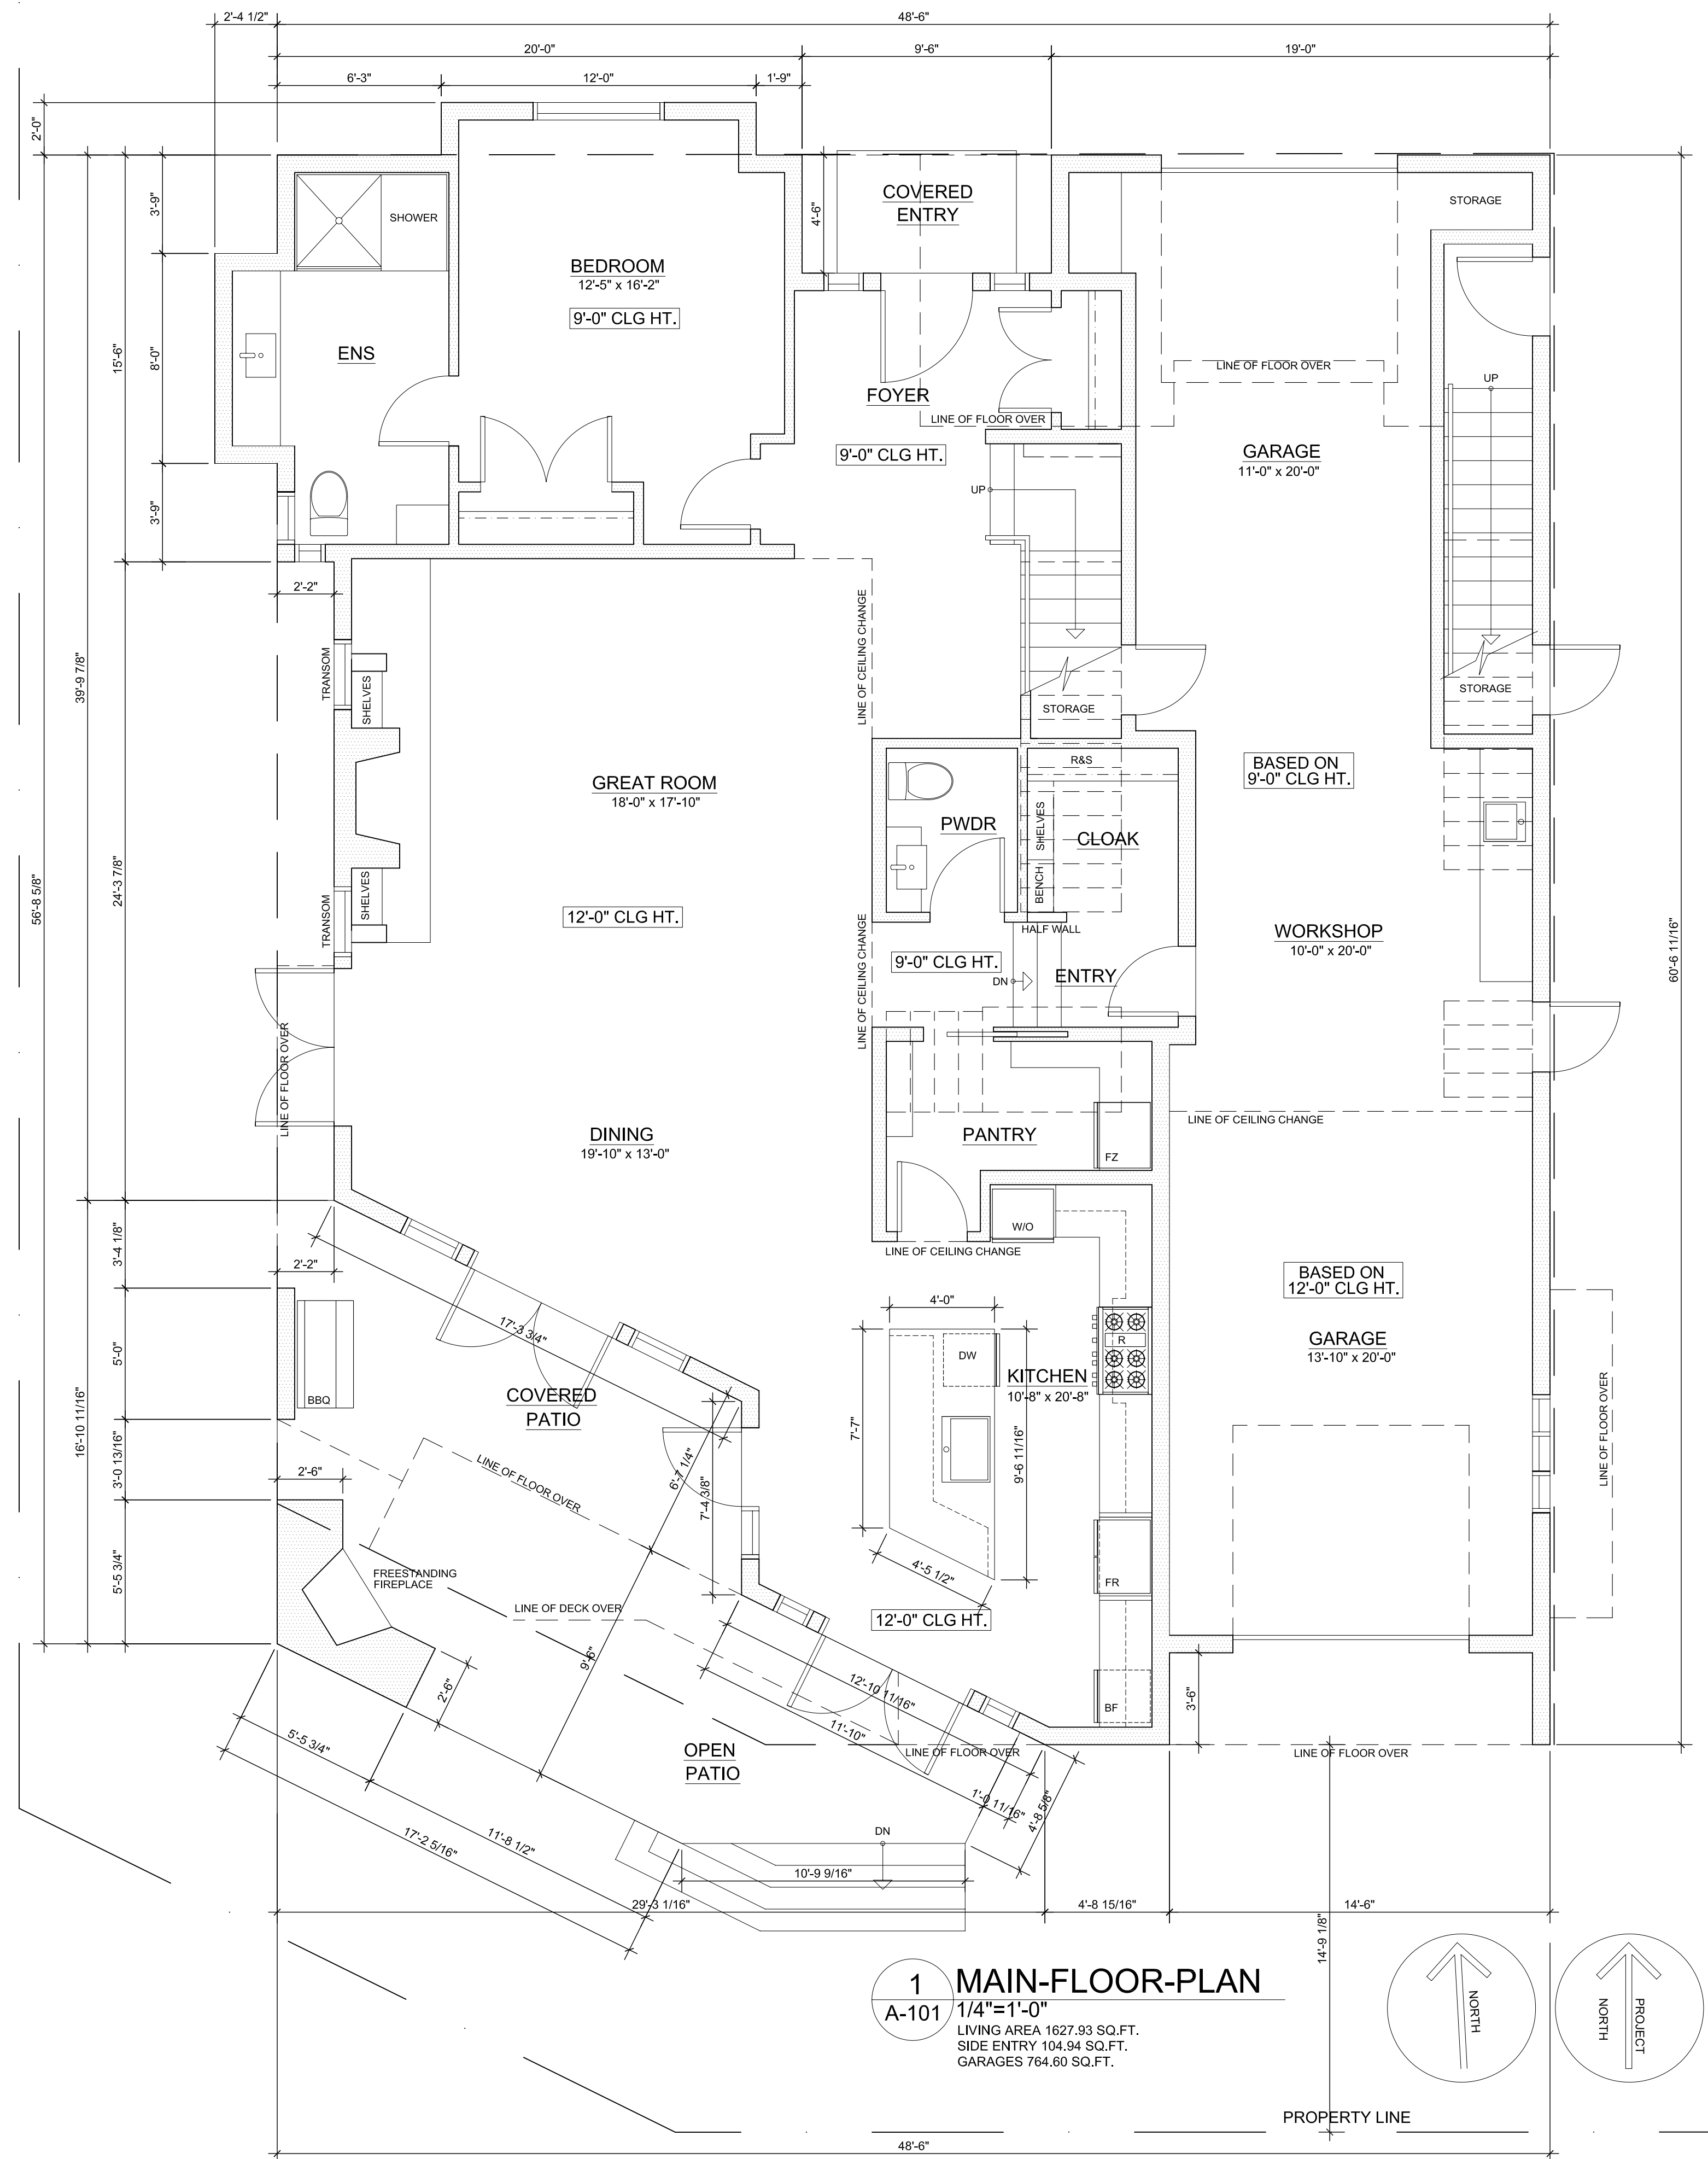 2'-4 1/2"
48'-6"
20'-0"
9'-6"
19'-0"
6'-3"
12'-0"
1'-9"
2'-0"
3'-9"
15'-6"
8'-0"
3'-9"
39'-9 7/8"
56'-8 5/8"
24'-3 7/8"
60'-6 11/16"
4'-6"
COVERED
ENTRY
STORAGE
SHOWER
BEDROOM
12'-5" x 16'-2"
9'-0" CLG HT.
ENS
FOYER
LINE OF FLOOR OVER
LINE OF FLOOR OVER
UP
9'-0" CLG HT.
GARAGE
11'-0" x 20'-0"
UP
2'-2"
TRANSOM
SHELVES
LINE OF CEILING CHANGE
STORAGE
STORAGE
GREAT ROOM
18'-0" x 17'-10"
R&S
BASED ON
9'-0" CLG HT.
PWDR
SHELVES
CLOAK
BENCH
TRANSOM
SHELVES
12'-0" CLG HT.
HALF WALL
WORKSHOP
10'-0" x 20'-0"
LINE OF CEILING CHANGE
9'-0" CLG HT.
DN
ENTRY
LINE OF FLOOR OVER
LINE OF CEILING CHANGE
DINING
19'-10" x 13'-0"
PANTRY
FZ
W/O
LINE OF CEILING CHANGE
3'-4 1/8"
2'-2"
BASED ON
12'-0" CLG HT.
GARAGE
13'-10" x 20'-0"
4'-0"
17'-3 3/4"
R
DW
KITCHEN
10'-8" x 20'-8"
5'-0"
BBQ
COVERED
PATIO
16'-10 11/16"
7'-7"
9'-6 11/16"
LINE OF FLOOR OVER
3'-0 13/16"
2'-6"
LINE OF FLOOR OVER
6'-7 1/4"
7'-4 3/8"
5'-5 3/4"
FREESTANDING
FIREPLACE
4'-5 1/2"
FR
LINE OF DECK OVER
12'-0" CLG HT.
9'-6"
2'-6"
12'-10 11/16"
BF
3'-6"
5'-5 3/4"
11'-10"
OPEN
PATIO
LINE OF FLOOR OVER
LINE OF FLOOR OVER
1'-0 11/16"
4'-8 5/8"
17'-2 5/16"
11'-8 1/2"
DN
10'-9 9/16"
29'-3 1/16"
4'-8 15/16"
14'-6"
14'-9 1/8"
1
A-101
MAIN-FLOOR-PLAN
1/4"=1'-0"
LIVING AREA 1627.93 SQ.FT.
SIDE ENTRY 104.94 SQ.FT.
GARAGES 764.60 SQ.FT.
NORTH
PROJECT
NORTH
PROPERTY LINE
48'-6"